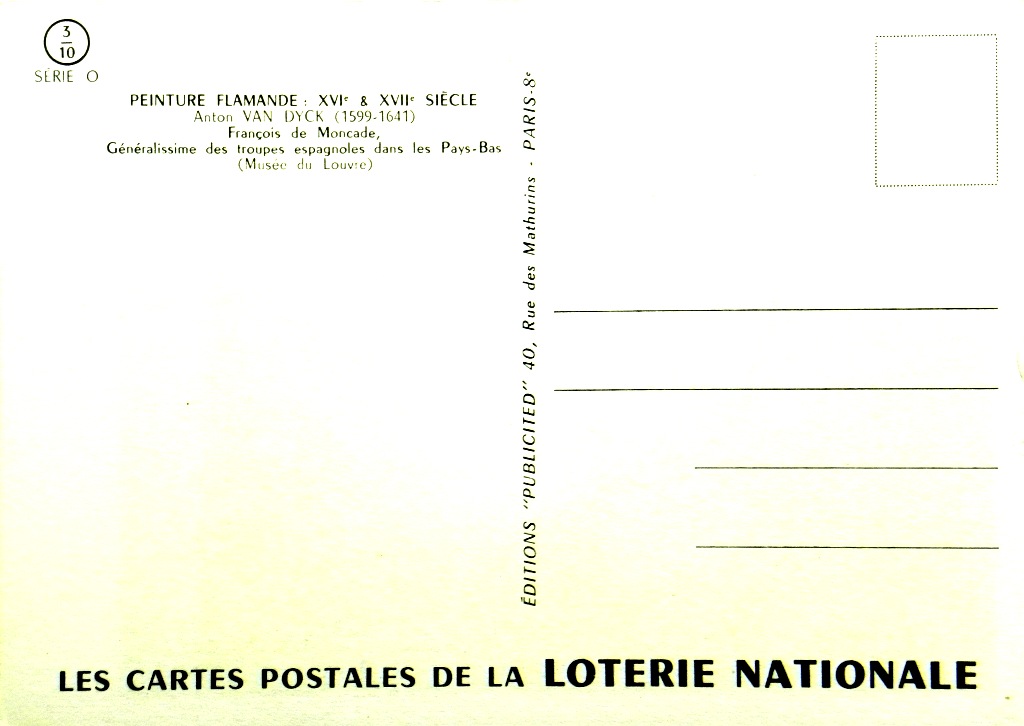 3
10
SÉRIE O
PEINTURE FLAMANDE : XVIe & XVIIe SIÈCLE
Anton VAN DYCK (1599-1641)
François de Moncade,
Généralissime des troupes espagnoles dans les Pays-Bas
(Musée du Louvre)
ÉDITIONS "PUBLICITED" 40, Rue des Mathurins - PARIS-8e
LES CARTES POSTALES DE LA LOTERIE NATIONALE